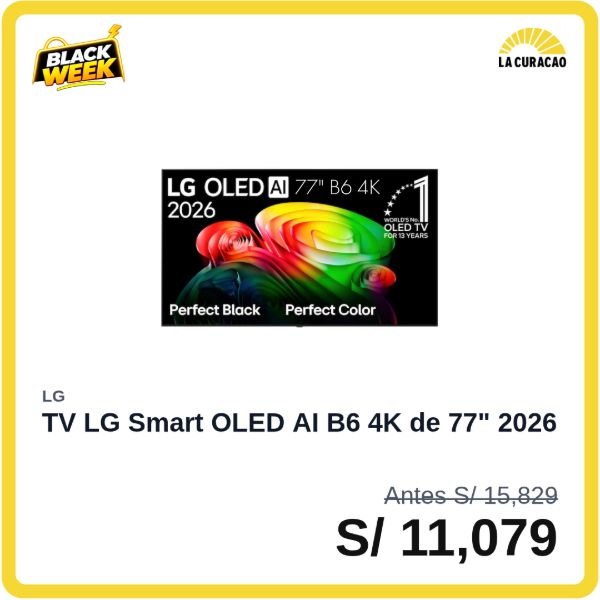 BLACK
WEEK
LA CURACAO
LG OLED AI 77" B6 4K
2026
1
WORLD'S No.
OLED TV
FOR 13 YEARS
Perfect Black
Perfect Color
LG
TV LG Smart OLED AI B6 4K de 77" 2026
Antes S/ 15,829
S/ 11,079